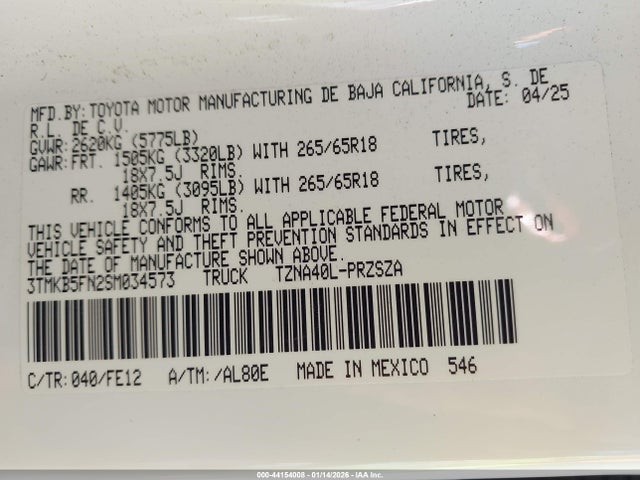 MFD.BY: TOYOTA MOTOR MANUFACTURING DE BAJA CALIFORNIA, S. DE
R.L. DE C.V. DATE: 04/25
GVWR: 2620KG (5775LB)
GAWR: FRT. 1505KG (3320LB) WITH 265/65R18 TIRES,
18X7.5J RIMS.
RR. 1405KG (3095LB) WITH 265/65R18 TIRES,
18X7.5J RIMS.
THIS VEHICLE CONFORMS TO ALL APPLICABLE FEDERAL MOTOR
VEHICLE SAFETY AND THEFT PREVENTION STANDARDS IN EFFECT ON
THE DATE OF MANUFACTURE SHOWN ABOVE.
3TMKB5FN2SM034573 TRUCK TZNA40L-PRZSZA
C/TR: 040/FE12 A/TM: /AL80E MADE IN MEXICO 546
000-44154008 - 01/14/2026 - IAA Inc.